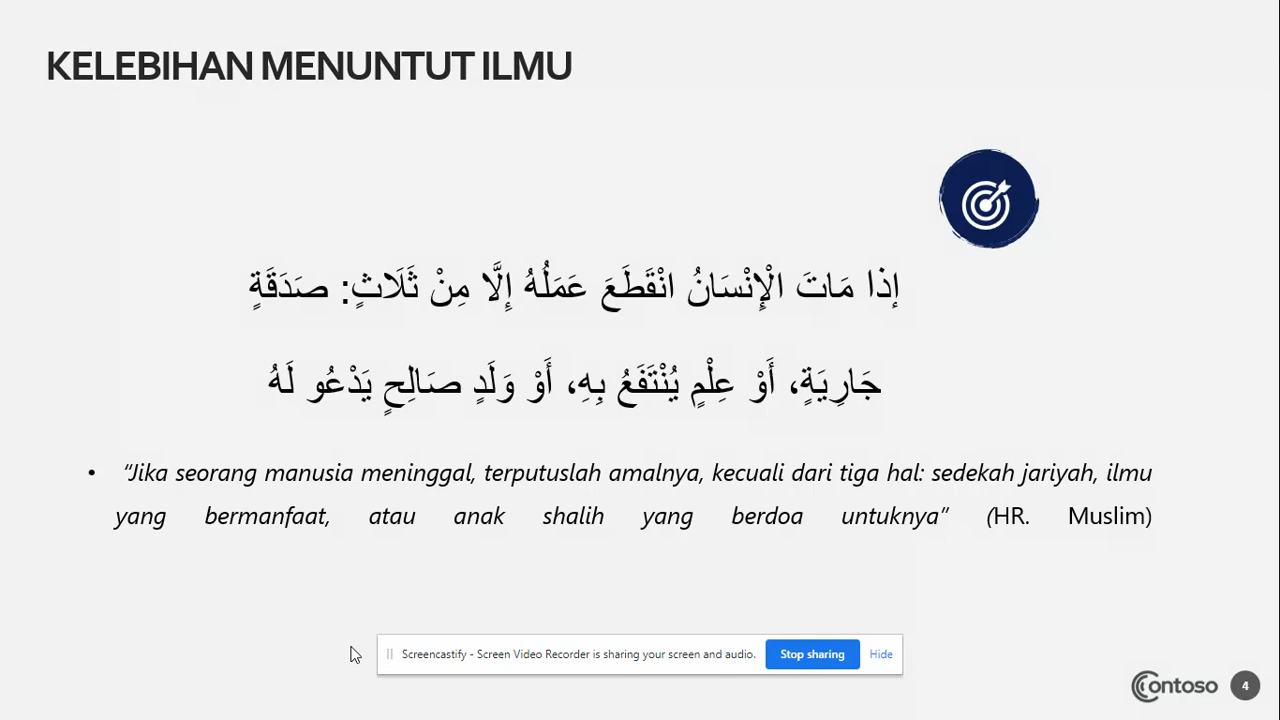 KELEBIHAN MENUNTUT ILMU
إذا مَاتَ الْإِنْسَانُ انْقَطَعَ عَمَلُهُ إِلَّا مِنْ ثَلَاثٍ: صَدَقَةٍ
جَارِيَةٍ، أَوْ عِلْمٍ يُنْتَفَعُ بِهِ، أَوْ وَلَدٍ صَالِحٍ يَدْعُو لَهُ
• “Jika seorang manusia meninggal, terputuslah amalnya, kecuali dari tiga hal: sedekah jariyah, ilmu
yang bermanfaat, atau anak shalih yang berdoa untuknya” (HR. Muslim)
Screencastify - Screen Video Recorder is sharing your screen and audio. Stop sharing Hide
Contoso 4